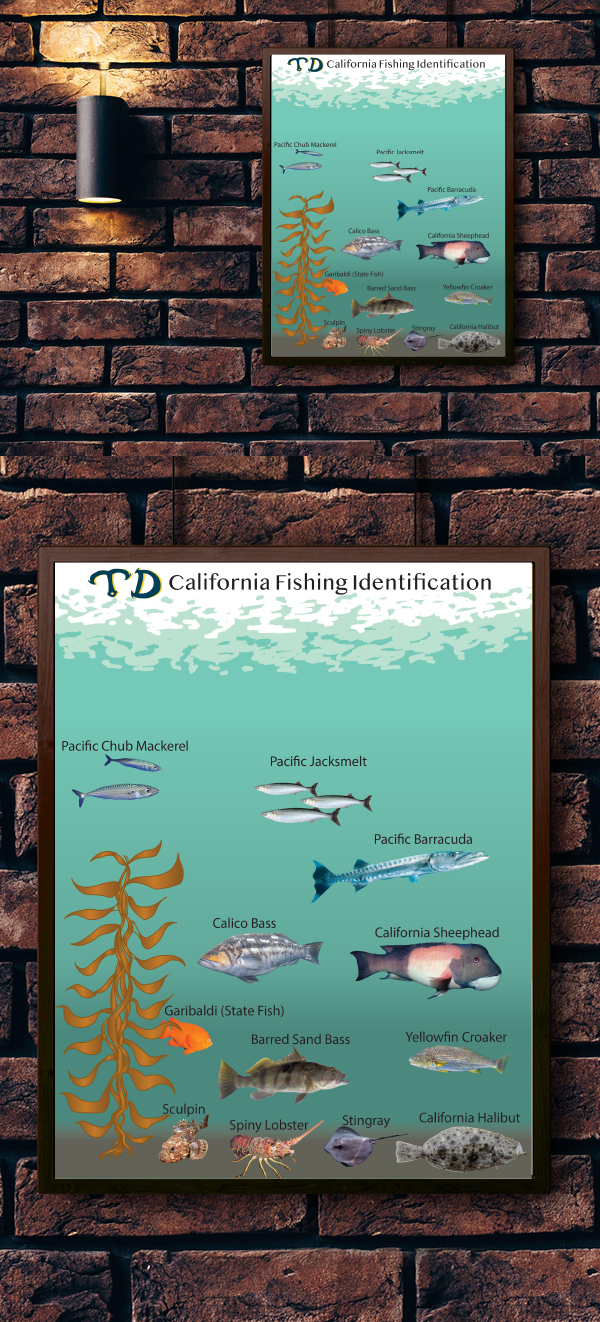 TD California Fishing Identification
Pacific Chub Mackerel
Pacific Jacksmelt
Pacific Barracuda
Calico Bass
California Sheephead
Garibaldi (State Fish)
Barred Sand Bass
Yellowfin Croaker
Sculpin
Spiny Lobster
Stingray
California Halibut
TD California Fishing Identification
Pacific Chub Mackerel
Pacific Jacksmelt
Pacific Barracuda
Calico Bass
California Sheephead
Garibaldi (State Fish)
Barred Sand Bass
Yellowfin Croaker
Sculpin
Spiny Lobster
Stingray
California Halibut